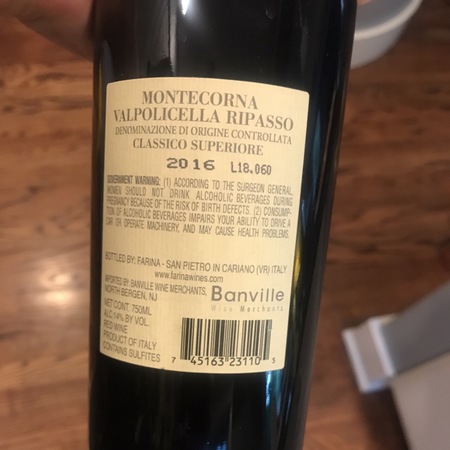 MONTECORNA
VALPOLICELLA RIPASSO
DENOMINAZIONE DI ORIGINE CONTROLLATA
CLASSICO SUPERIORE
2016 L18.060
GOVERNMENT WARNING: (1) ACCORDING TO THE SURGEON GENERAL,
WOMEN SHOULD NOT DRINK ALCOHOLIC BEVERAGES DURING
PREGNANCY BECAUSE OF THE RISK OF BIRTH DEFECTS. (2) CONSUMP-
TION OF ALCOHOLIC BEVERAGES IMPAIRS YOUR ABILITY TO DRIVE A
CAR OR OPERATE MACHINERY, AND MAY CAUSE HEALTH PROBLEMS.
BOTTLED BY: FARINA - SAN PIETRO IN CARIANO (VR) ITALY
www.farinawines.com
IMPORTED BY: BANVILLE WINE MERCHANTS,
NORTH BERGEN, NJ
Banville
Wine Merchants
NET CONT. 750ML
ALC.14% BY VOL.
RED WINE
PRODUCT OF ITALY
CONTAINS SULFITES
7 45163 23110 5